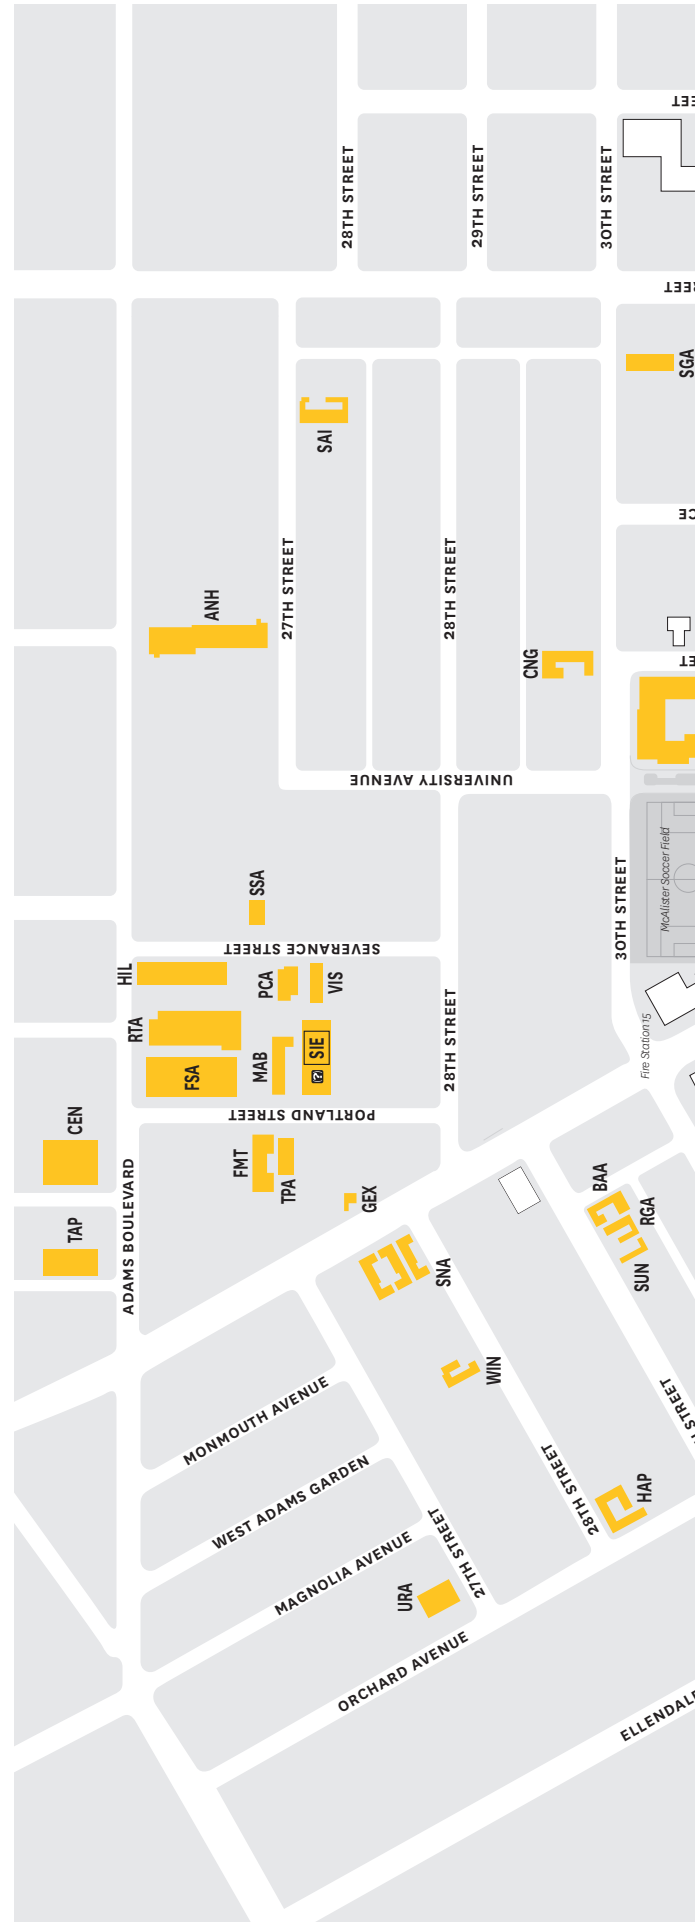 28TH STREET
29TH STREET
30TH STREET
SGA
SAI
27TH STREET
28TH STREET
ANH
CNG
UNIVERSITY AVENUE
McAlister Soccer Field
30TH STREET
SSA
SEVERANCE STREET
HIL
PCA
VIS
RTA
28TH STREET
Fire Station 15
SIE
MAB
FSA
PORTLAND STREET
CEN
FMT
TPA
GEX
BAA
RGA
TAP
ADAMS BOULEVARD
SNA
SUN
WIN
MONMOUTH AVENUE
WEST ADAMS GARDEN
28TH STREET
HAP
MAGNOLIA AVENUE
27TH STREET
URA
ORCHARD AVENUE